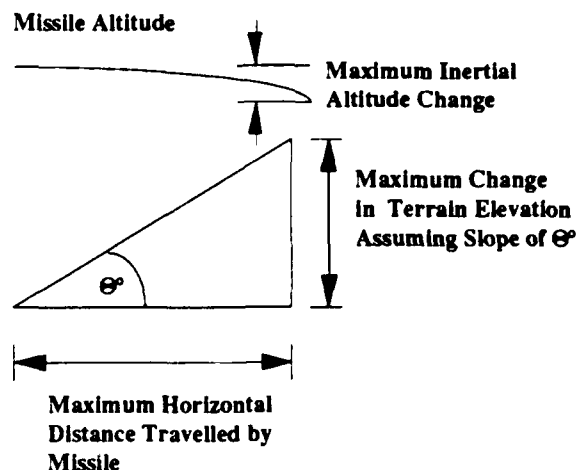 Missile Altitude
Maximum Inertial
Altitude Change
Maximum Change
in Terrain Elevation
Assuming Slope of Θ°
Θ°
Maximum Horizontal
Distance Travelled by
Missile